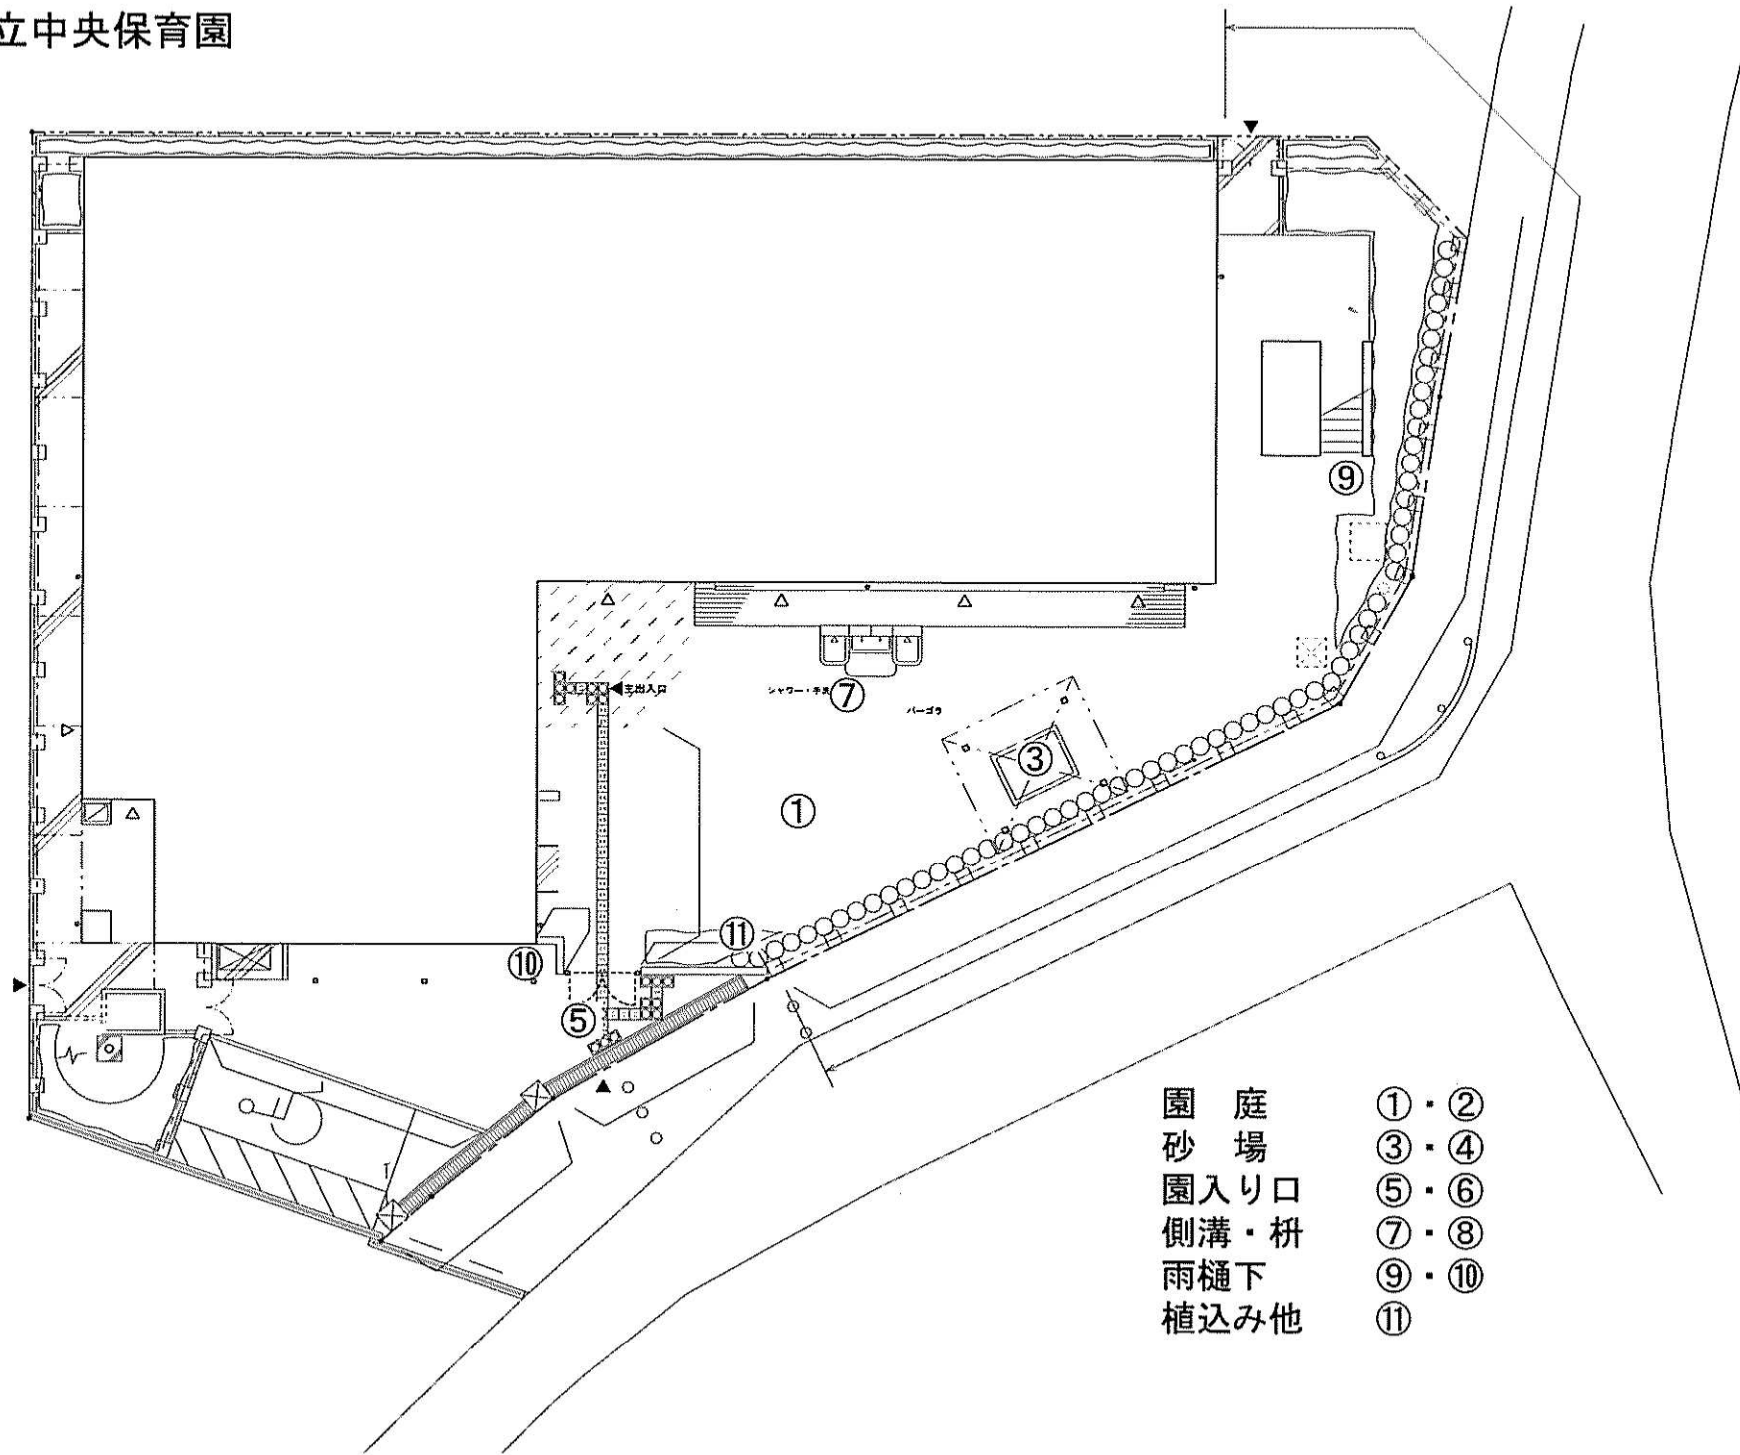 立中央保育園
⑨
主出入口
シャワー・手洗
⑦
パーゴラ
③
①
⑪
⑩
⑤
園　庭　①・②
砂　場　③・④
園入り口　⑤・⑥
側溝・枡　⑦・⑧
雨樋下　⑨・⑩
植込み他　⑪